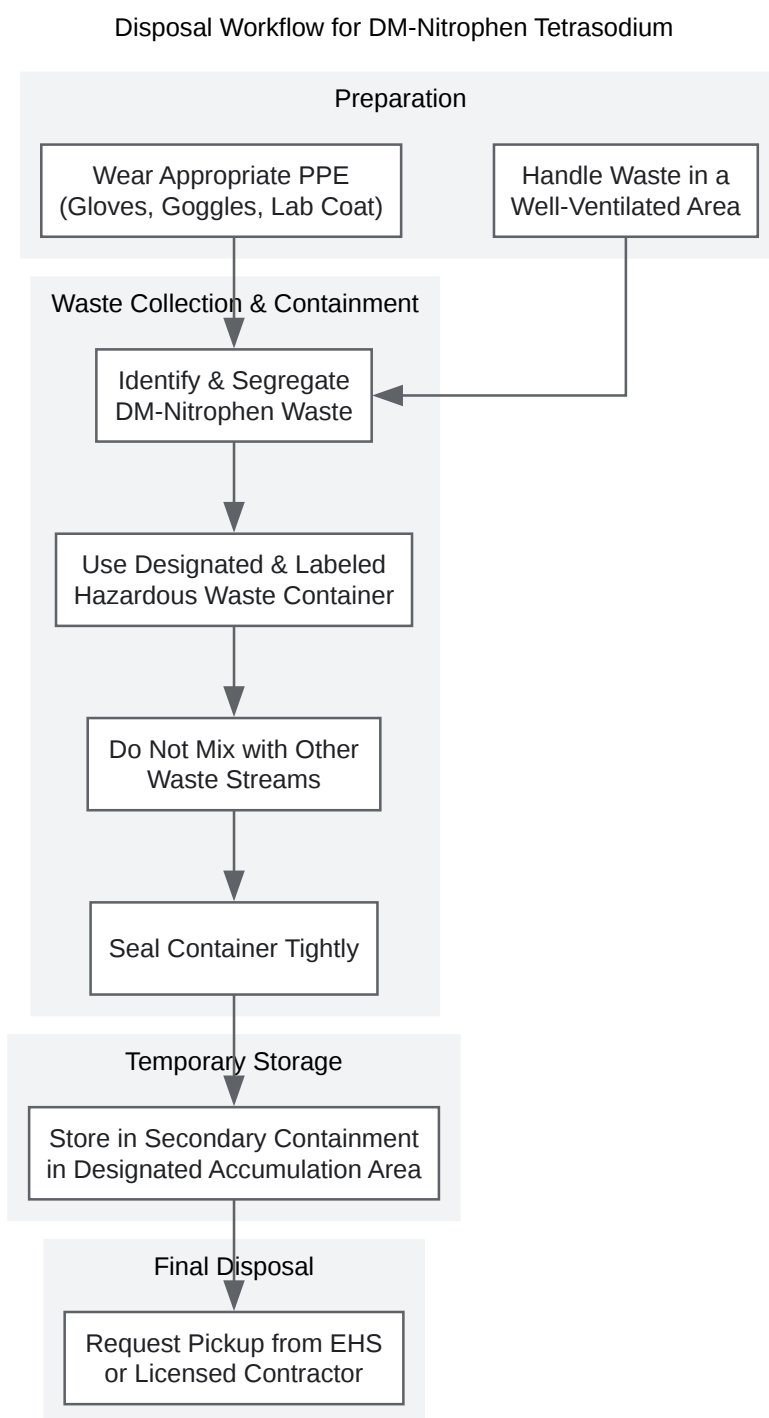 Disposal Workflow for DM-Nitrophen Tetrasodium
Preparation
Wear Appropriate PPE
(Gloves, Goggles, Lab Coat)
Handle Waste in a
Well-Ventilated Area
Waste Collection & Containment
Identify & Segregate
DM-Nitrophen Waste
Use Designated & Labeled
Hazardous Waste Container
Do Not Mix with Other
Waste Streams
Seal Container Tightly
Temporary Storage
Store in Secondary Containment
in Designated Accumulation Area
Final Disposal
Request Pickup from EHS
or Licensed Contractor